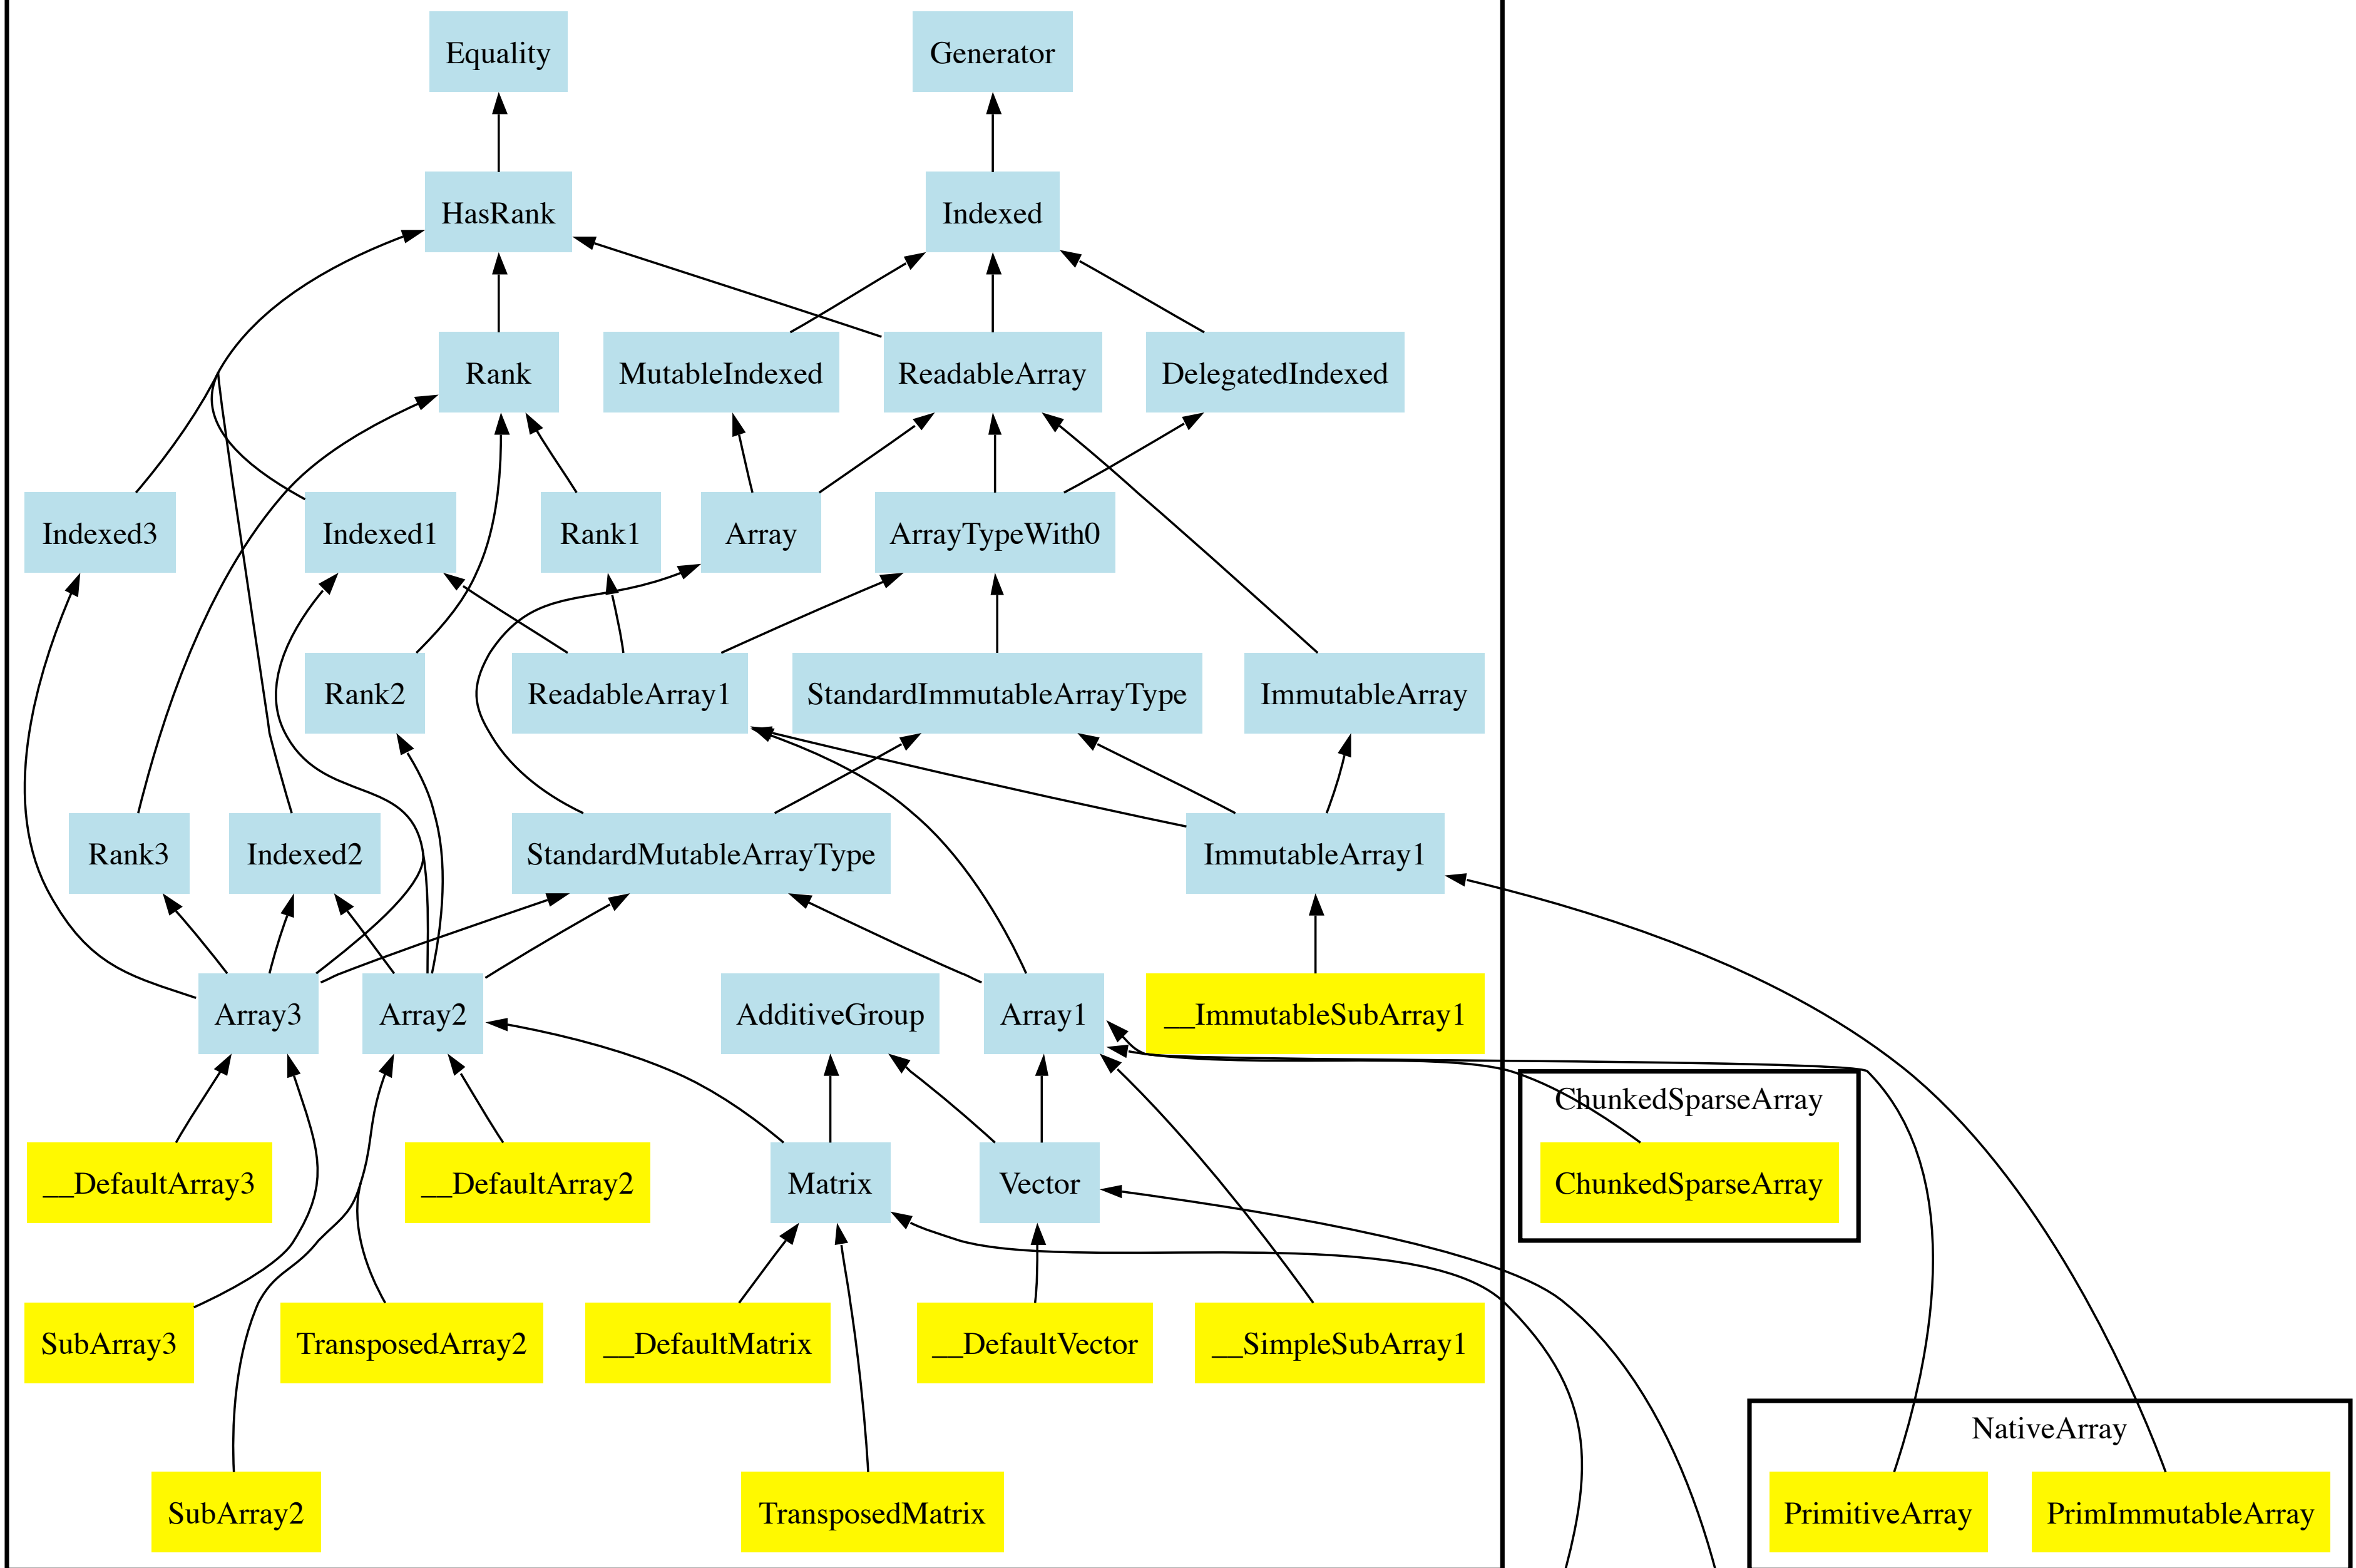 Equality
Generator
HasRank
Indexed
Rank
MutableIndexed
ReadableArray
DelegatedIndexed
Indexed3
Indexed1
Rank1
Array
ArrayTypeWith0
Rank2
ReadableArray1
StandardImmutableArrayType
ImmutableArray
Rank3
Indexed2
StandardMutableArrayType
ImmutableArray1
Array3
Array2
AdditiveGroup
Array1
__ImmutableSubArray1
ChunkedSparseArray
__DefaultArray3
__DefaultArray2
Matrix
Vector
ChunkedSparseArray
SubArray3
TransposedArray2
__DefaultMatrix
__DefaultVector
__SimpleSubArray1
NativeArray
SubArray2
TransposedMatrix
PrimitiveArray
PrimImmutableArray